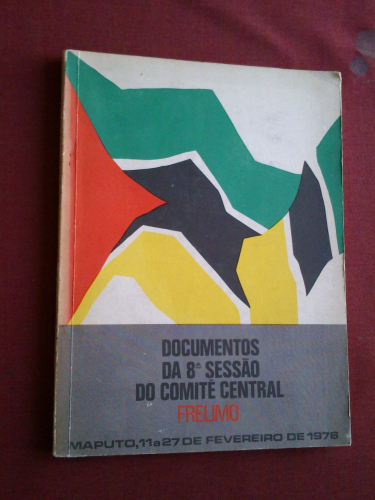 DOCUMENTOS
DA 8ª SESSÃO
DO COMITÉ CENTRAL
FRELIMO
MAPUTO, 11 a 27 DE FEVEREIRO DE 1976